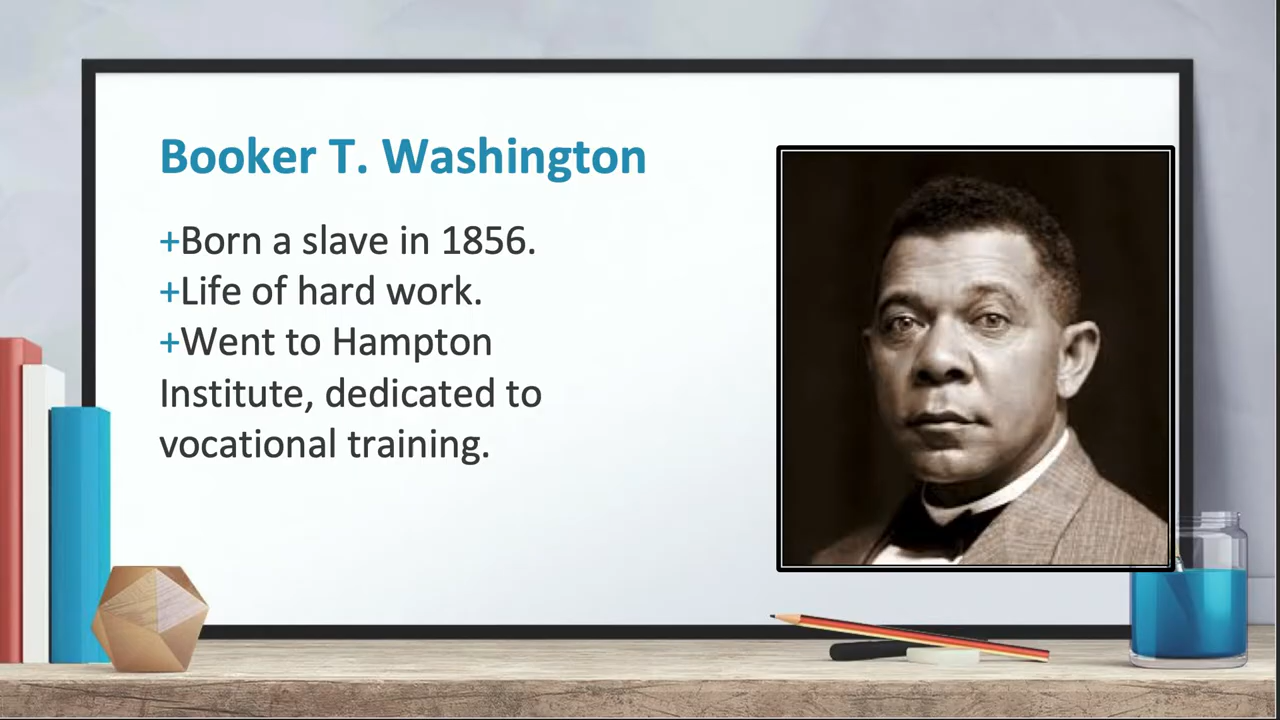 Booker T. Washington
+Born a slave in 1856.
+Life of hard work.
+Went to Hampton
Institute, dedicated to
vocational training.